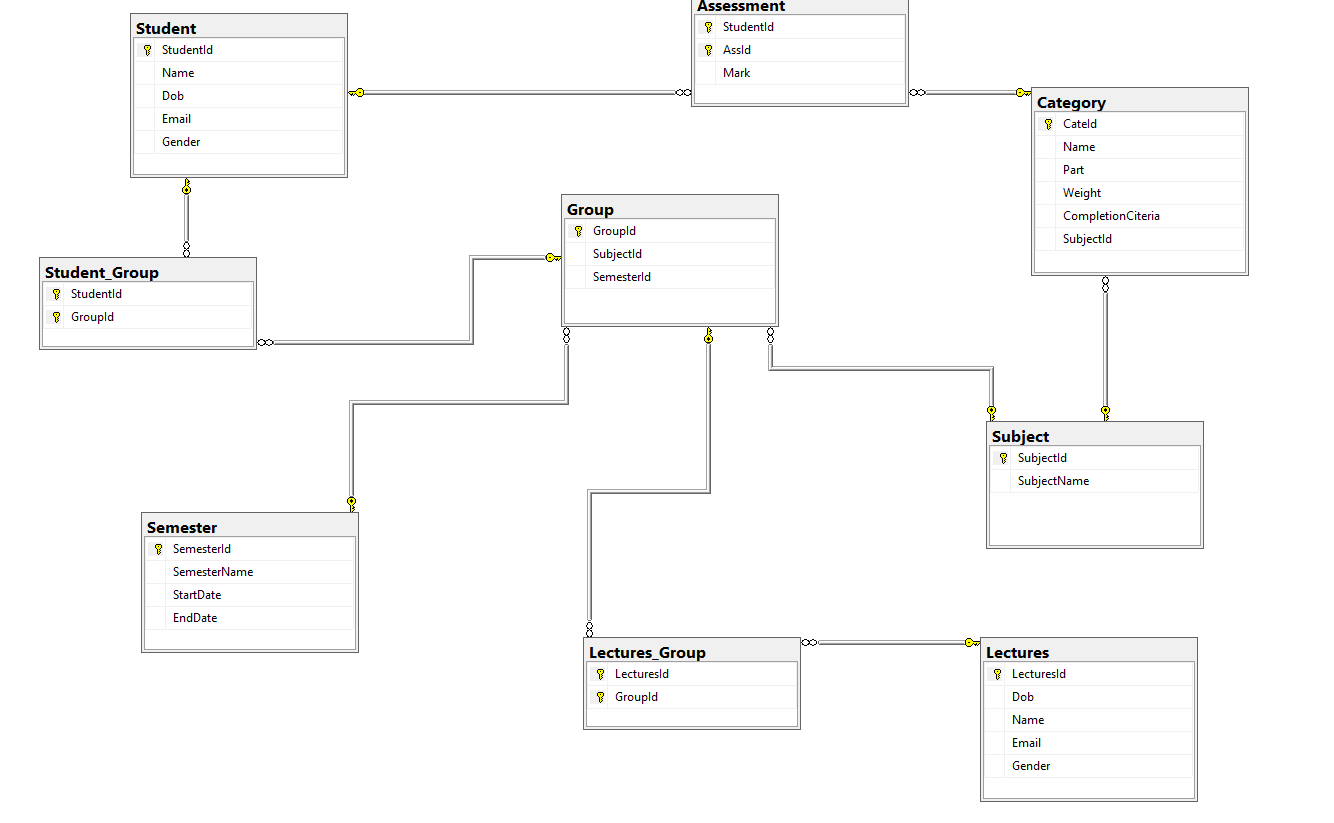 Student
StudentId
Name
Dob
Email
Gender
Assessment
StudentId
AssId
Mark
Category
CateId
Name
Part
Weight
CompletionCiteria
SubjectId
Group
GroupId
SubjectId
SemesterId
Student_Group
StudentId
GroupId
Subject
SubjectId
SubjectName
Semester
SemesterId
SemesterName
StartDate
EndDate
Lectures_Group
LecturesId
GroupId
Lectures
LecturesId
Dob
Name
Email
Gender